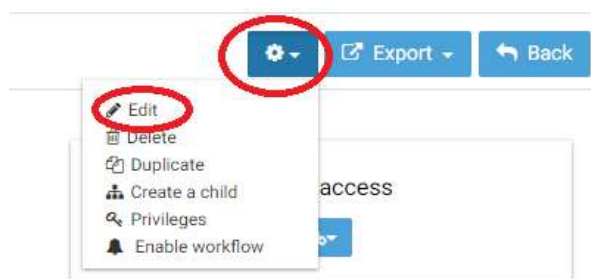 Export
Back
Edit
Delete
Duplicate
Create a child
access
Privileges
Enable workflow